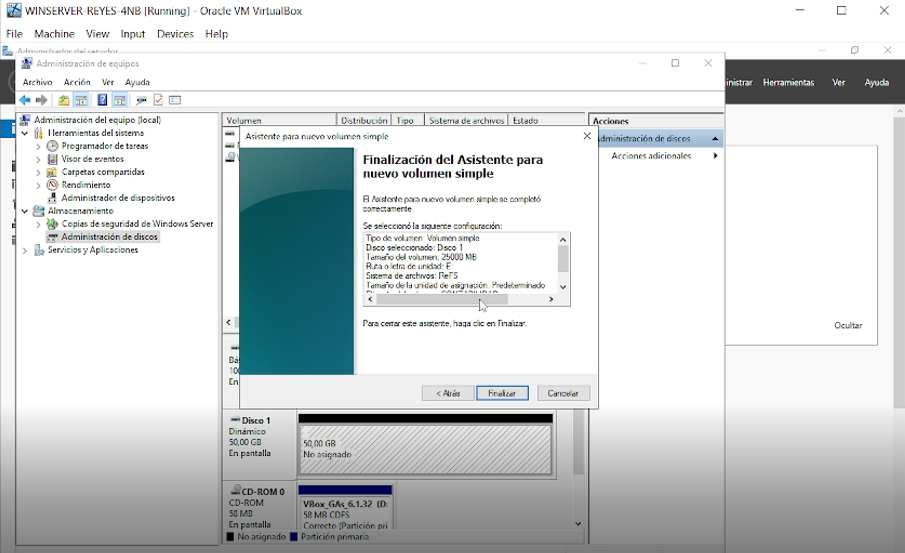 WINSERVER-REYES-4NB [Running] - Oracle VM VirtualBox
File Machine View Input Devices Help
Administrador del servidor
Administración de equipos
Archivo Acción Ver Ayuda
Herramientas Ver Ayuda
Administración del equipo (local)
Herramientas del sistema
Programador de tareas
Visor de eventos
Carpetas compartidas
Rendimiento
Administrador de dispositivos
Almacenamiento
Copias de seguridad de Windows Server
Administración de discos
Servicios y Aplicaciones
Volumen Distribución Tipo Sistema de archivos Estado
Asistente para nuevo volumen simple
Finalización del Asistente para
nuevo volumen simple
El Asistente para nuevo volumen simple se completó
correctamente.
Se seleccionó la siguiente configuración:
Tipo de volumen: Volumen simple
Disco seleccionado: Disco 1
Tamaño del volumen: 25000 MB
Ruta o letra de unidad: E:
Sistema de archivos: ReFS
Tamaño de la unidad de asignación: Predeterminado
Para cerrar este asistente, haga clic en Finalizar.
< Atrás Finalizar Cancelar
Acciones
Administración de discos
Acciones adicionales
Ocultar
Disco 1
Dinámico
50,00 GB
En pantalla
50,00 GB
No asignado
CD-ROM 0
CD-ROM
58 MB
En pantalla
VBox_GAs_6.1.32 (D:
58 MB CDFS
Correcto (Partición pri
No asignado Partición primaria